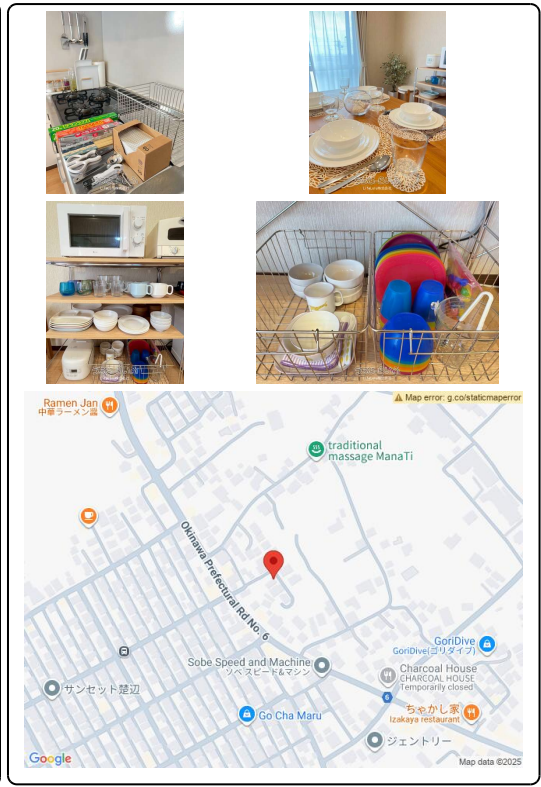 Map error: g.co/staticmaperror
Ramen Jan
中華ラーメン温
traditional
massage ManaTi
Okinawa Prefectural Rd No. 6
GoriDive
GoriDive(ゴリダイブ)
Sobe Speed and Machine
ソベ スピード&マシン
Charcoal House
CHARCOAL HOUSE
Temporarily closed
サンセット楚辺
6
ちゃかし家
Izakaya restaurant
Go Cha Maru
ジェントリー
Google
Map data ©2025